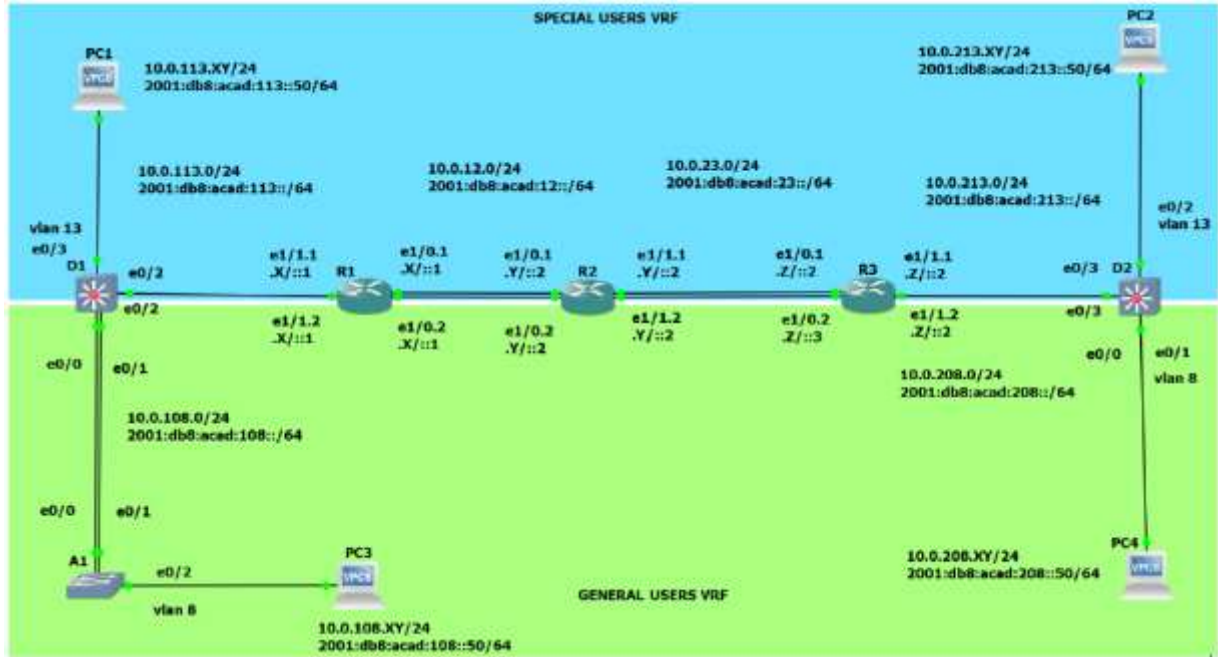 SPECIAL USERS VRF
PC2
PC1
10.0.113.XY/24
2001:db8:acad:113::50/64
10.0.213.XY/24
2001:db8:acad:213::50/64
10.0.113.0/24
2001:db8:acad:113::/64
10.0.12.0/24
2001:db8:acad:12::/64
10.0.23.0/24
2001:db8:acad:23::/64
10.0.213.0/24
2001:db8:acad:213::/64
vlan 13
e0/3
e0/2
vlan 13
D1
e0/2
e1/1.1
.X/::1
R1
e1/0.1
.X/::1
e1/0.1
.Y/::2
R2
e1/1.1
.Y/::2
e1/0.1
.Z/::2
R3
e1/1.1
.Z/::2
e0/3
D2
e0/2
e1/1.2
.X/::1
e1/0.2
.X/::1
e1/0.2
.Y/::2
e1/1.2
.Y/::2
e1/0.2
.Z/::3
e1/1.2
.Z/::2
e0/3
e0/0
e0/1
e0/0
e0/1
vlan 8
10.0.208.0/24
2001:db8:acad:208::/64
10.0.108.0/24
2001:db8:acad:108::/64
e0/0
e0/1
A1
e0/2
vlan 8
PC3
VPCS
10.0.108.XY/24
2001:db8:acad:108::50/64
GENERAL USERS VRF
PC4
10.0.208.XY/24
2001:db8:acad:208::50/64